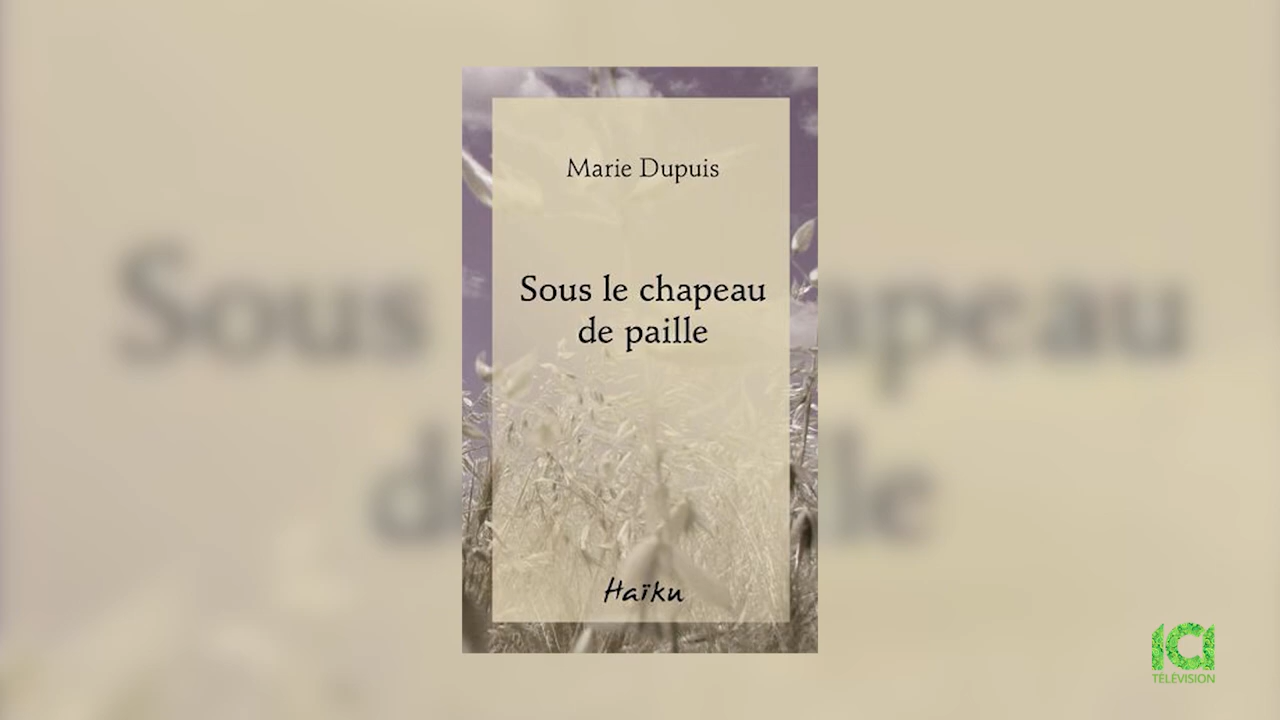 Marie Dupuis
Sous le chapeau
de paille
Haïku
ICI
TÉLÉVISION